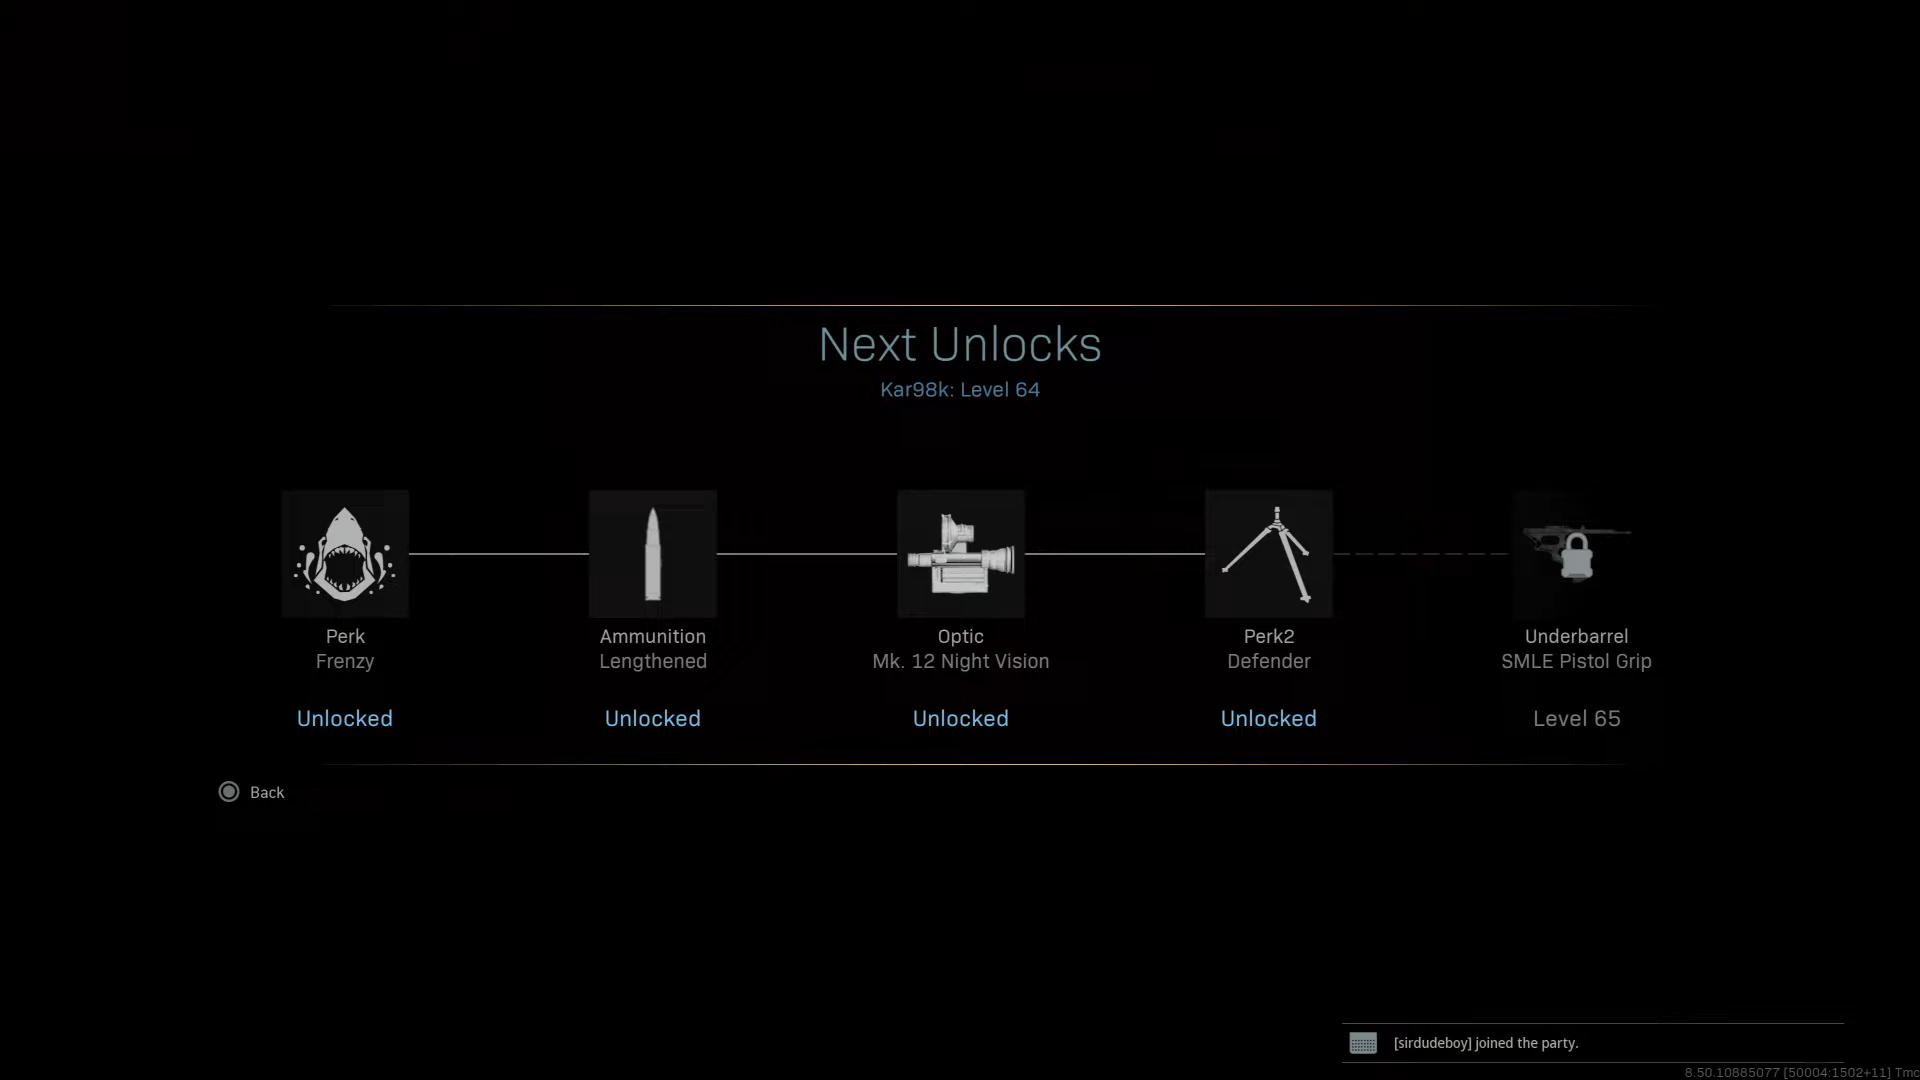 Next Unlocks
Kar98k: Level 64
Perk
Frenzy
Unlocked
Ammunition
Lengthened
Unlocked
Optic
Mk. 12 Night Vision
Unlocked
Perk2
Defender
Unlocked
Underbarrel
SMLE Pistol Grip
Level 65
Back
[sirdudeboy] joined the party.
8.50.10885077 [50004:1502+11] Tmc